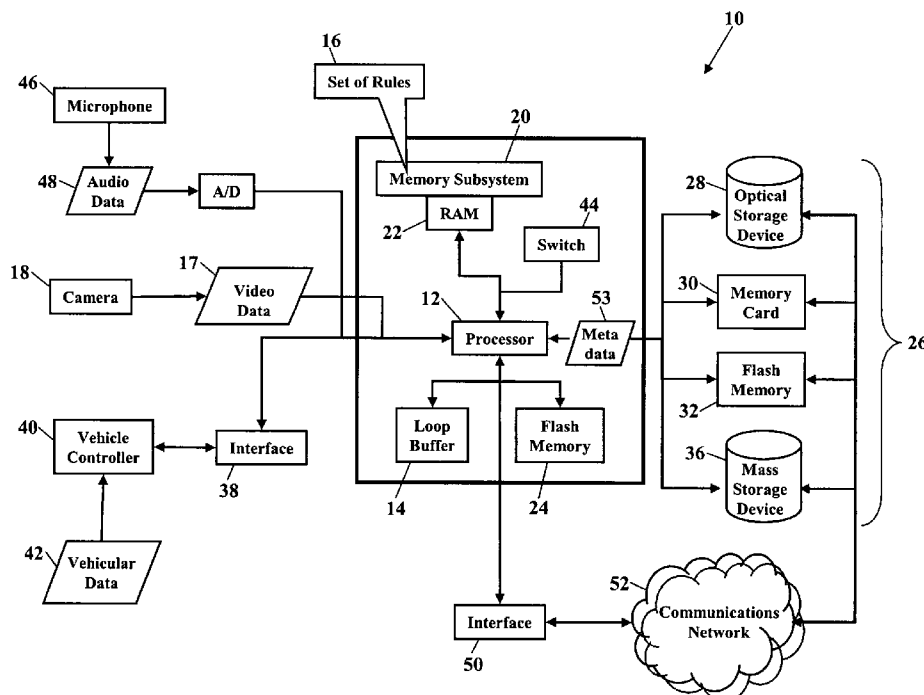 10
16
Set of Rules
46
Microphone
20
Memory Subsystem
48
Audio
Data
A/D
RAM
22
44
Switch
28
Optical
Storage
Device
18
Camera
17
Video
Data
12
Processor
53
Meta
data
30
Memory
Card
26
Flash
Memory
32
40
Vehicle
Controller
Interface
38
Loop
Buffer
14
Flash
Memory
24
36
Mass
Storage
Device
42
Vehicular
Data
52
Communications
Network
Interface
50